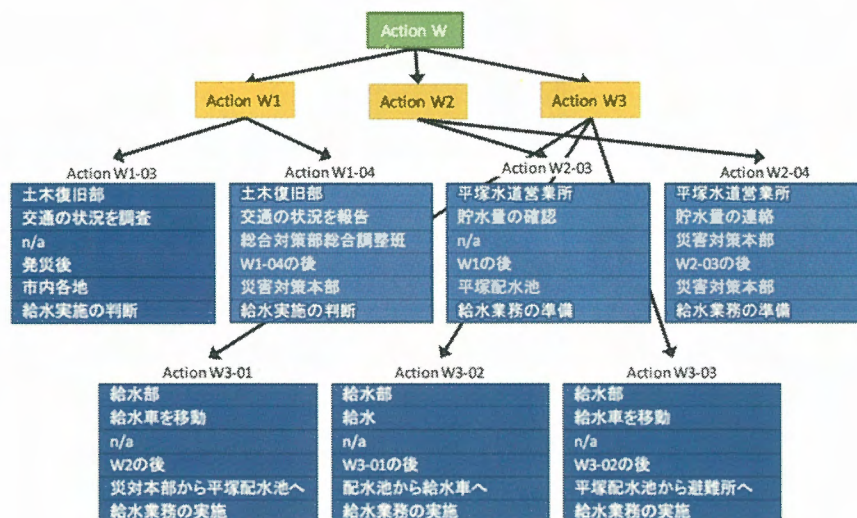 Action W
Action W1
Action W2
Action W3
Action W1-03
土木復旧部
交通の状況を調査
n/a
発災後
市内各地
給水実施の判断
Action W1-04
土木復旧部
交通の状況を報告
総合対策部総合調整班
W1-04の後
災害対策本部
給水実施の判断
Action W2-03
平塚水道営業所
貯水量の確認
n/a
W1の後
平塚配水池
給水業務の準備
Action W2-04
平塚水道営業所
貯水量の連絡
災害対策本部
W2-03の後
災害対策本部
給水業務の準備
Action W3-01
給水部
給水車を移動
n/a
W2の後
災対本部から平塚配水池へ
給水業務の実施
Action W3-02
給水部
給水
n/a
W3-01の後
配水池から給水車へ
給水業務の実施
Action W3-03
給水部
給水車を移動
n/a
W3-02の後
平塚配水池から避難所へ
給水業務の実施